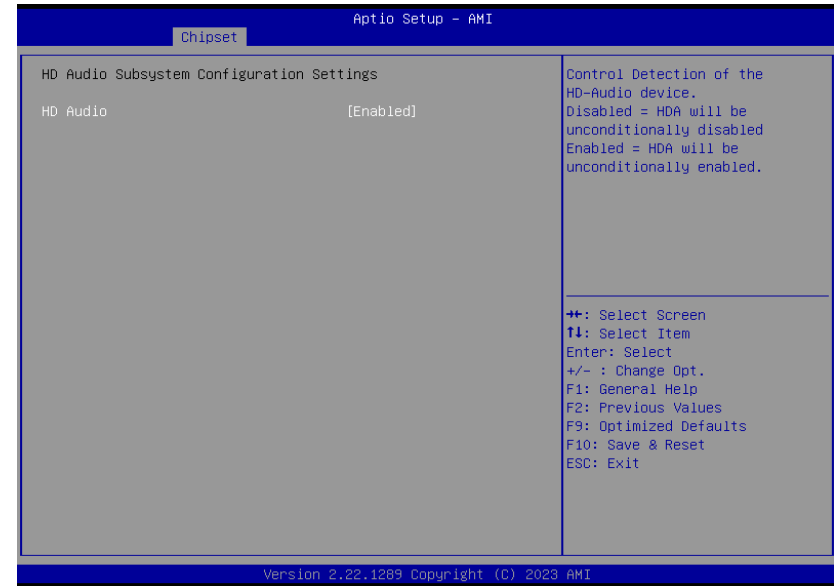 Aptio Setup - AMI
Chipset
HD Audio Subsystem Configuration Settings
HD Audio [Enabled]
Control Detection of the
HD-Audio device.
Disabled = HDA will be
unconditionally disabled
Enabled = HDA will be
unconditionally enabled.
→←: Select Screen
↑↓: Select Item
Enter: Select
+/- : Change Opt.
F1: General Help
F2: Previous Values
F9: Optimized Defaults
F10: Save & Reset
ESC: Exit
Version 2.22.1289 Copyright (C) 2023 AMI